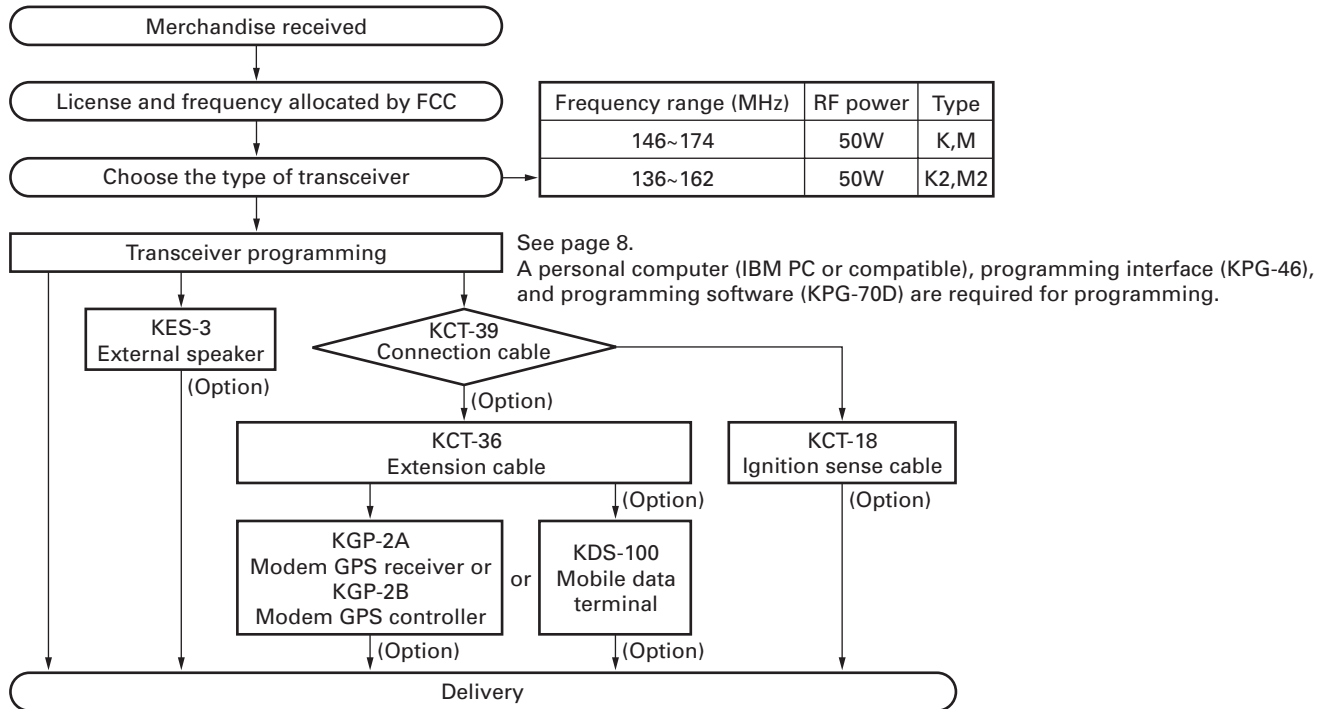 Merchandise received
License and frequency allocated by FCC
Choose the type of transceiver
Frequency range (MHz) RF power Type
146~174 50W K,M
136~162 50W K2,M2
Transceiver programming
See page 8.
A personal computer (IBM PC or compatible), programming interface (KPG-46),
and programming software (KPG-70D) are required for programming.
KES-3
External speaker
(Option)
KCT-39
Connection cable
(Option)
KCT-36
Extension cable
(Option)
KCT-18
Ignition sense cable
(Option)
KGP-2A
Modem GPS receiver or
KGP-2B
Modem GPS controller
(Option)
or
KDS-100
Mobile data
terminal
(Option)
Delivery